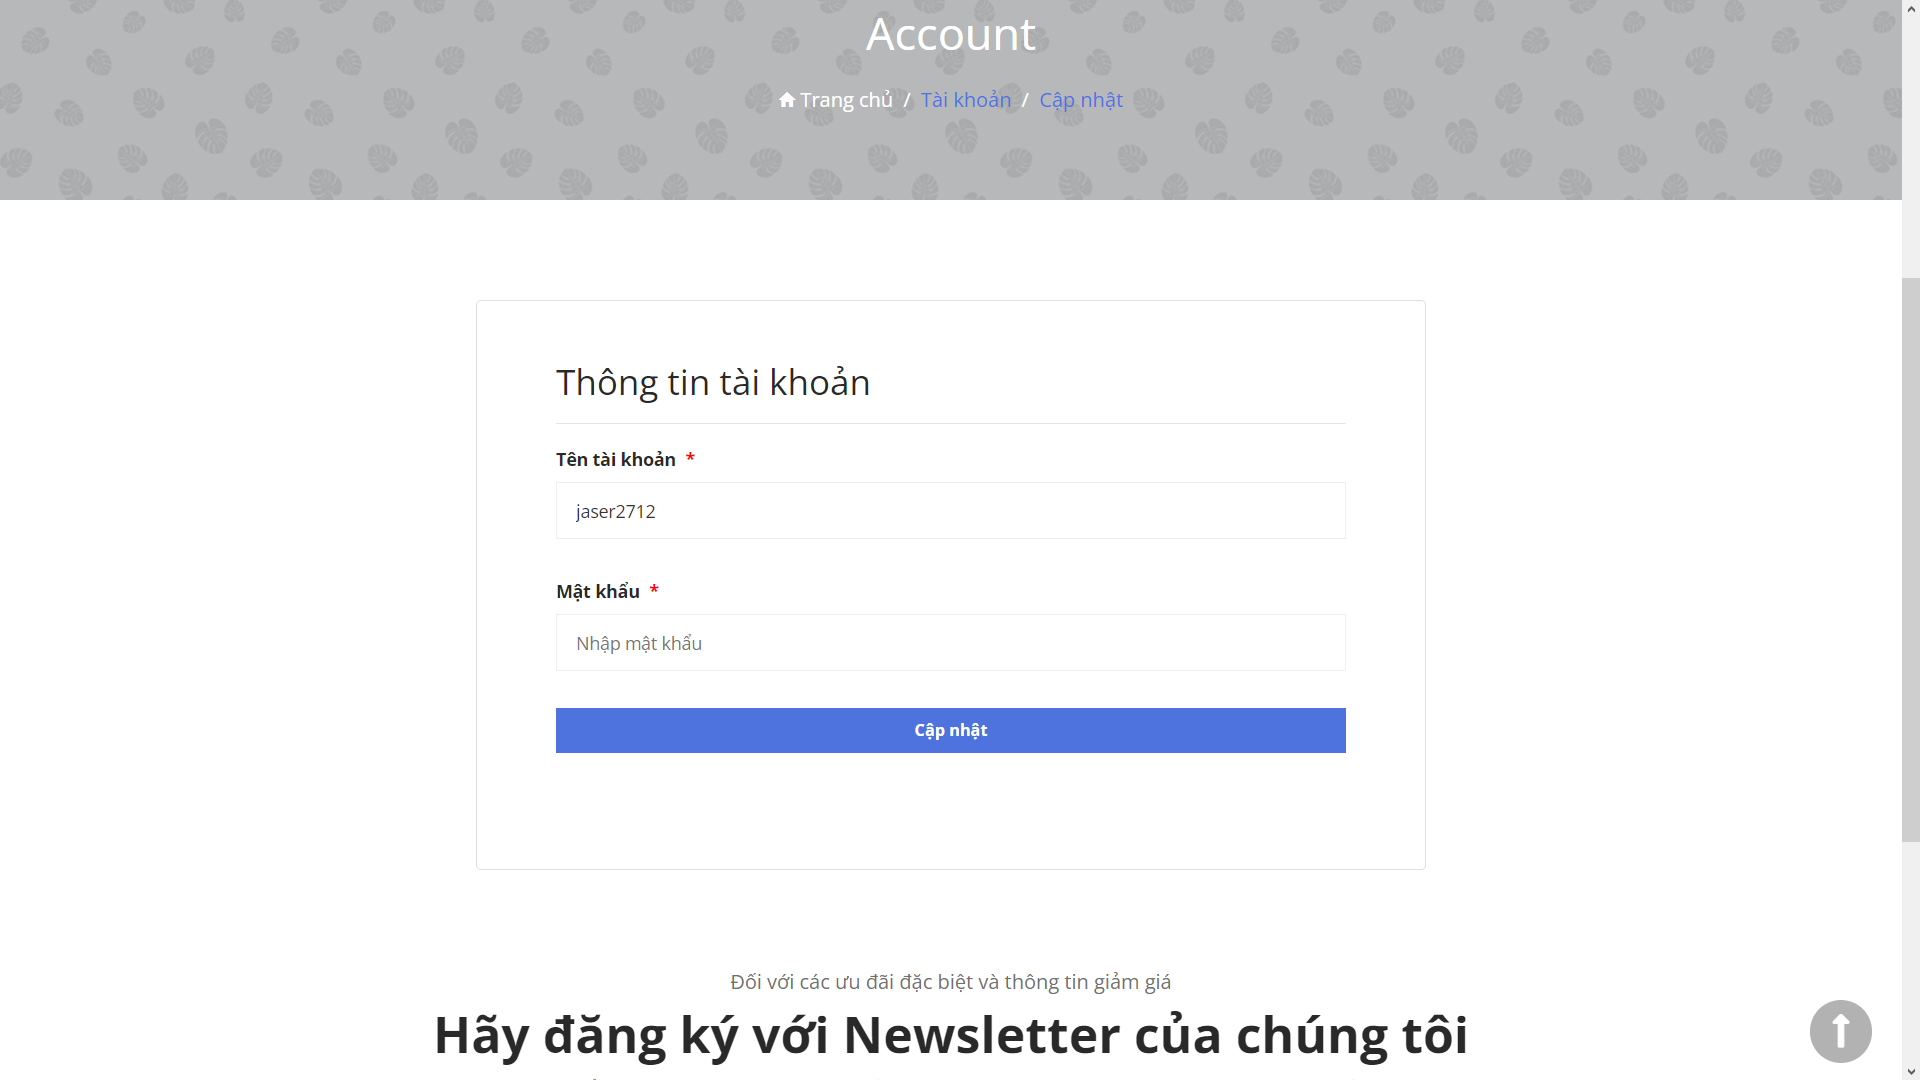 Account
Trang chủ / Tài khoản / Cập nhật
Thông tin tài khoản
Tên tài khoản *
jaser2712
Mật khẩu *
Nhập mật khẩu
Cập nhật
Đối với các ưu đãi đặc biệt và thông tin giảm giá
Hãy đăng ký với Newsletter của chúng tôi